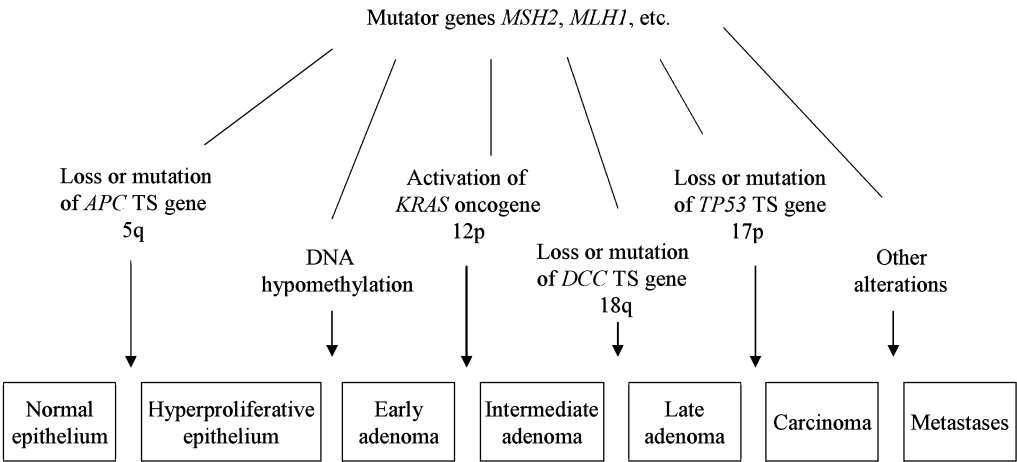 Mutator genes MSH2, MLH1, etc.
Loss or mutation
of APC TS gene
5q
DNA
hypomethylation
Activation of
KRAS oncogene
12p
Loss or mutation
of DCC TS gene
18q
Loss or mutation
of TP53 TS gene
17p
Other
alterations
Normal
epithelium
Hyperproliferative
epithelium
Early
adenoma
Intermediate
adenoma
Late
adenoma
Carcinoma
Metastases